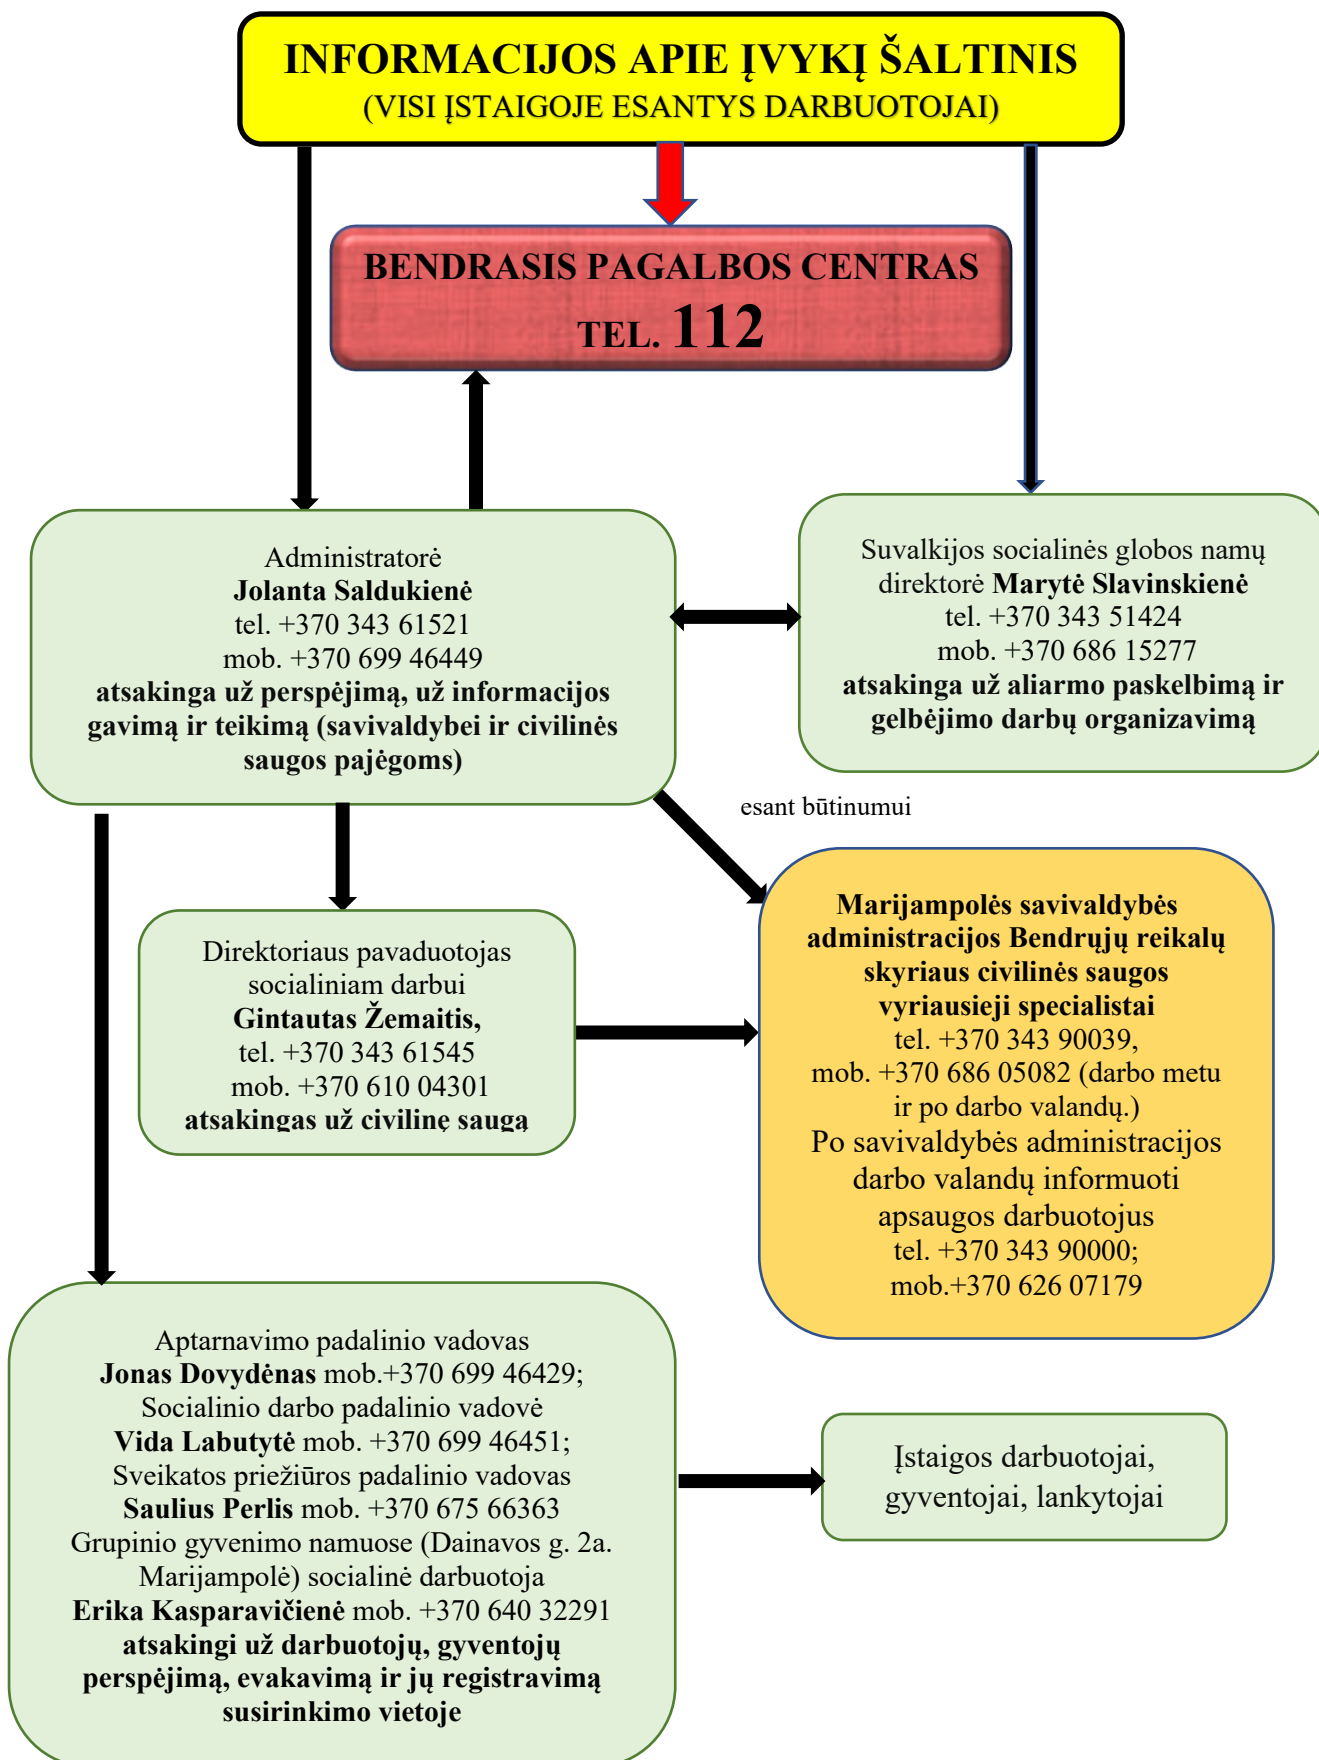 INFORMACIJOS APIE ĮVYKĮ ŠALTINIS
(VISI ĮSTAIGOJE ESANTYS DARBUOTOJAI)
BENDRASIS PAGALBOS CENTRAS
TEL. 112
Administratorė
Jolanta Saldukienė
tel. +370 343 61521
mob. +370 699 46449
atsakinga už perspėjimą, už informacijos
gavimą ir teikimą (savivaldybei ir civilinės
saugos pajėgoms)
Suvalkijos socialinės globos namų
direktorė Marytė Slavinskienė
tel. +370 343 51424
mob. +370 686 15277
atsakinga už aliarmo paskelbimą ir
gelbėjimo darbų organizavimą
esant būtinumui
Direktoriaus pavaduotojas
socialiniam darbui
Gintautas Žemaitis,
tel. +370 343 61545
mob. +370 610 04301
atsakingas už civilinę saugą
Marijampolės savivaldybės
administracijos Bendrųjų reikalų
skyriaus civilinės saugos
vyriausieji specialistai
tel. +370 343 90039,
mob. +370 686 05082 (darbo metu
ir po darbo valandų.)
Po savivaldybės administracijos
darbo valandų informuoti
apsaugos darbuotojus
tel. +370 343 90000;
mob.+370 626 07179
Aptarnavimo padalinio vadovas
Jonas Dovydėnas mob.+370 699 46429;
Socialinio darbo padalinio vadovė
Vida Labutytė mob. +370 699 46451;
Sveikatos priežiūros padalinio vadovas
Saulius Perlis mob. +370 675 66363
Grupinio gyvenimo namuose (Dainavos g. 2a.
Marijampolė) socialinė darbuotoja
Erika Kasparavičienė mob. +370 640 32291
atsakingi už darbuotojų, gyventojų
perspėjimą, evakavimą ir jų registravimą
susirinkimo vietoje
Įstaigos darbuotojai,
gyventojai, lankytojai